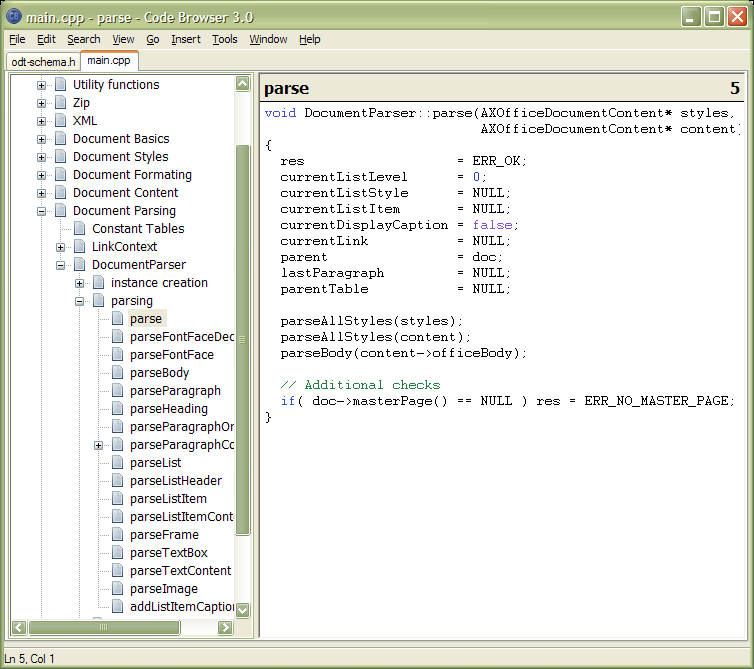 main.cpp - parse - Code Browser 3.0
File Edit Search View Go Insert Tools Window Help
odt-schema.h main.cpp
Utility functions
Zip
XML
Document Basics
Document Styles
Document Formating
Document Content
Document Parsing
Constant Tables
LinkContext
DocumentParser
instance creation
parsing
parse
parseFontFaceDec
parseFontFace
parseBody
parseParagraph
parseHeading
parseParagraphOr
parseParagraphCo
parseList
parseListHeader
parseListItem
parseListItemCont
parseFrame
parseTextBox
parseTextContent
parseImage
addListItemCaption
parse 5
void DocumentParser::parse(AXOfficeDocumentContent* styles,
AXOfficeDocumentContent* content)
{
res = ERR_OK;
currentListLevel = 0;
currentListStyle = NULL;
currentListItem = NULL;
currentDisplayCaption = false;
currentLink = NULL;
parent = doc;
lastParagraph = NULL;
parentTable = NULL;
parseAllStyles(styles);
parseAllStyles(content);
parseBody(content->officeBody);
// Additional checks
if( doc->masterPage() == NULL ) res = ERR_NO_MASTER_PAGE;
}
Ln 5, Col 1